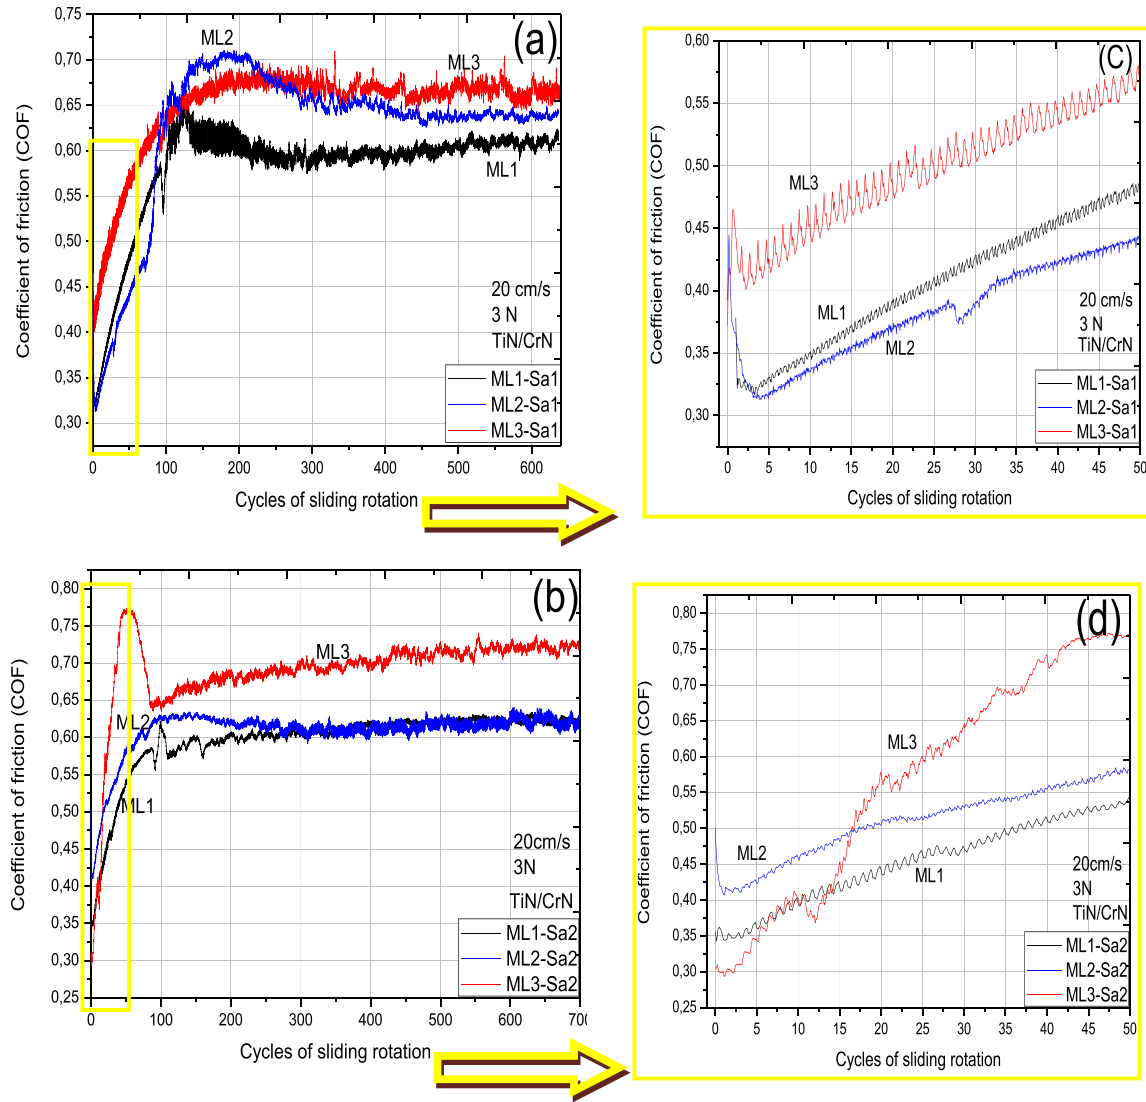 (a)
0,75
0,70
0,65
0,60
0,55
0,50
0,45
0,40
0,35
0,30
Coefficient of friction (COF)
ML2
ML3
ML1
20 cm/s
3 N
TiN/CrN
ML1-Sa1
ML2-Sa1
ML3-Sa1
0 100 200 300 400 500 600
Cycles of sliding rotation
(C)
0,60
0,55
0,50
0,45
0,40
0,35
0,30
Coefficient of friction (COF)
ML3
ML1
ML2
20 cm/s
3 N
TiN/CrN
ML1-Sa1
ML2-Sa1
ML3-Sa1
0 5 10 15 20 25 30 35 40 45 50
Cycles of sliding rotation
(b)
0,80
0,75
0,70
0,65
0,60
0,55
0,50
0,45
0,40
0,35
0,30
0,25
Coefficient of friction (COF)
ML3
ML2
ML1
20cm/s
3N
TiN/CrN
ML1-Sa2
ML2-Sa2
ML3-Sa2
0 100 200 300 400 500 600 700
Cycles of sliding rotation
(d)
0,80
0,75
0,70
0,65
0,60
0,55
0,50
0,45
0,40
0,35
0,30
0,25
Coefficient of friction (COF)
ML3
ML2
ML1
20cm/s
3N
TiN/CrN
ML1-Sa2
ML2-Sa2
ML3-Sa2
0 5 10 15 20 25 30 35 40 45 50
Cycles of sliding rotation